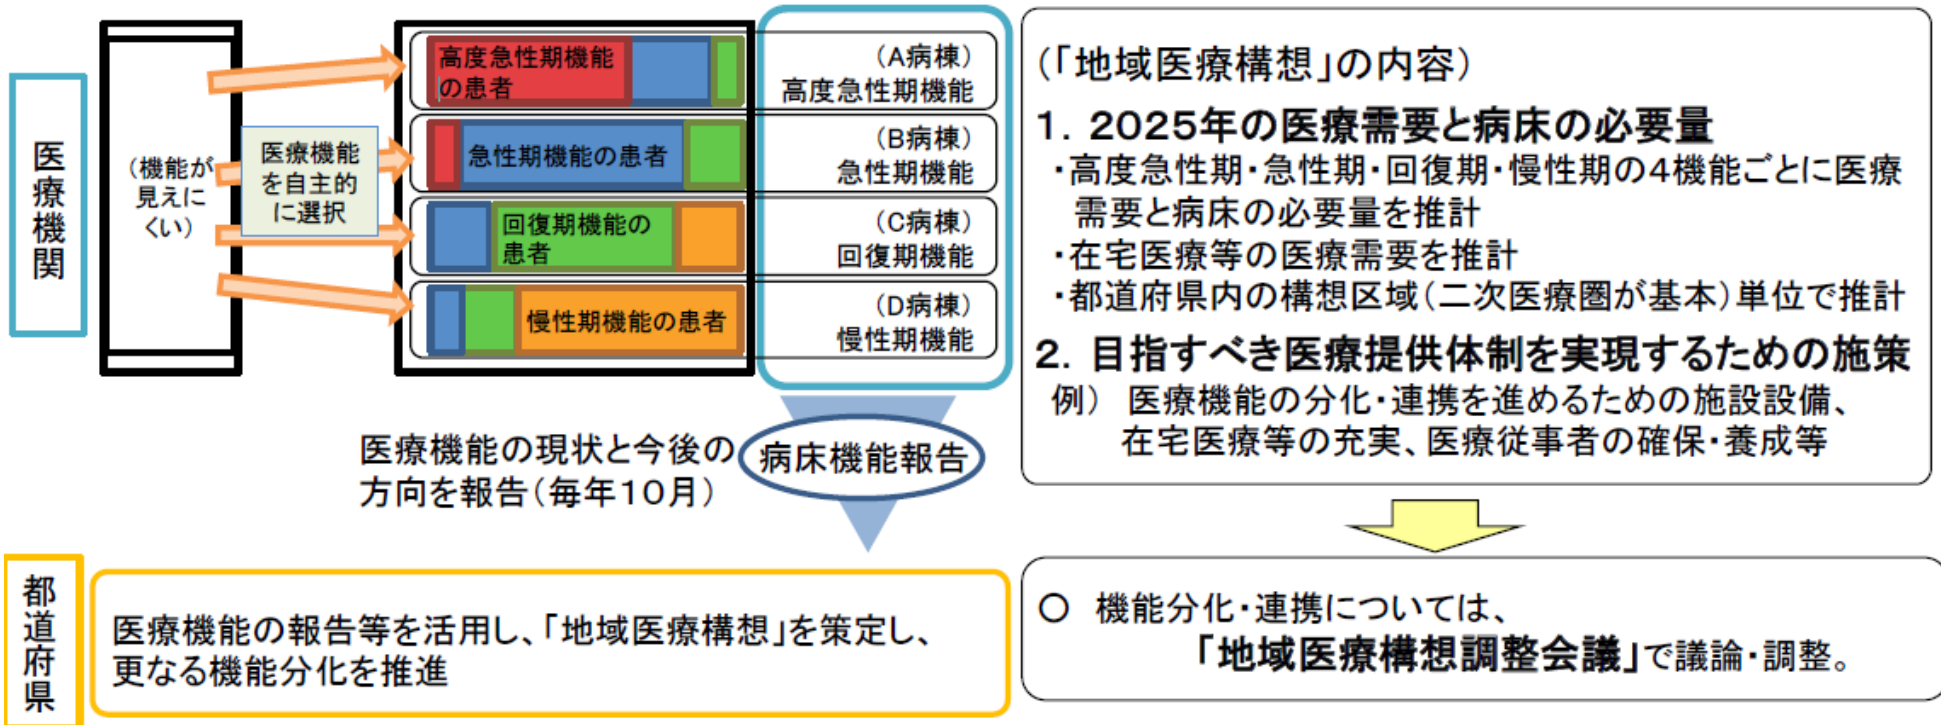 医療機関
(機能が
見えに
くい)
医療機能
を自主的
に選択
高度急性期機能
の患者
(A病棟)
高度急性期機能
急性期機能の患者
(B病棟)
急性期機能
回復期機能の
患者
(C病棟)
回復期機能
慢性期機能の患者
(D病棟)
慢性期機能
医療機能の現状と今後の
方向を報告(毎年10月)
病床機能報告
都道府県
医療機能の報告等を活用し、「地域医療構想」を策定し、
更なる機能分化を推進
(「地域医療構想」の内容)
1. 2025年の医療需要と病床の必要量
・高度急性期・急性期・回復期・慢性期の4機能ごとに医療
需要と病床の必要量を推計
・在宅医療等の医療需要を推計
・都道府県内の構想区域(二次医療圏が基本)単位で推計
2. 目指すべき医療提供体制を実現するための施策
例) 医療機能の分化・連携を進めるための施設設備、
在宅医療等の充実、医療従事者の確保・養成等
○ 機能分化・連携については、
「地域医療構想調整会議」で議論・調整。